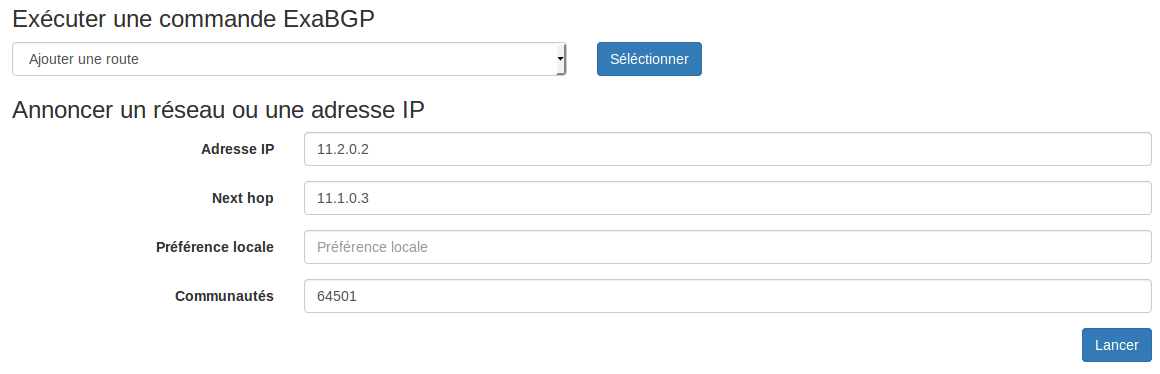 Exécuter une commande ExaBGP
Ajouter une route
Séléctionner
Annoncer un réseau ou une adresse IP
Adresse IP 11.2.0.2
Next hop 11.1.0.3
Préférence locale Préférence locale
Communautés 64501
Lancer